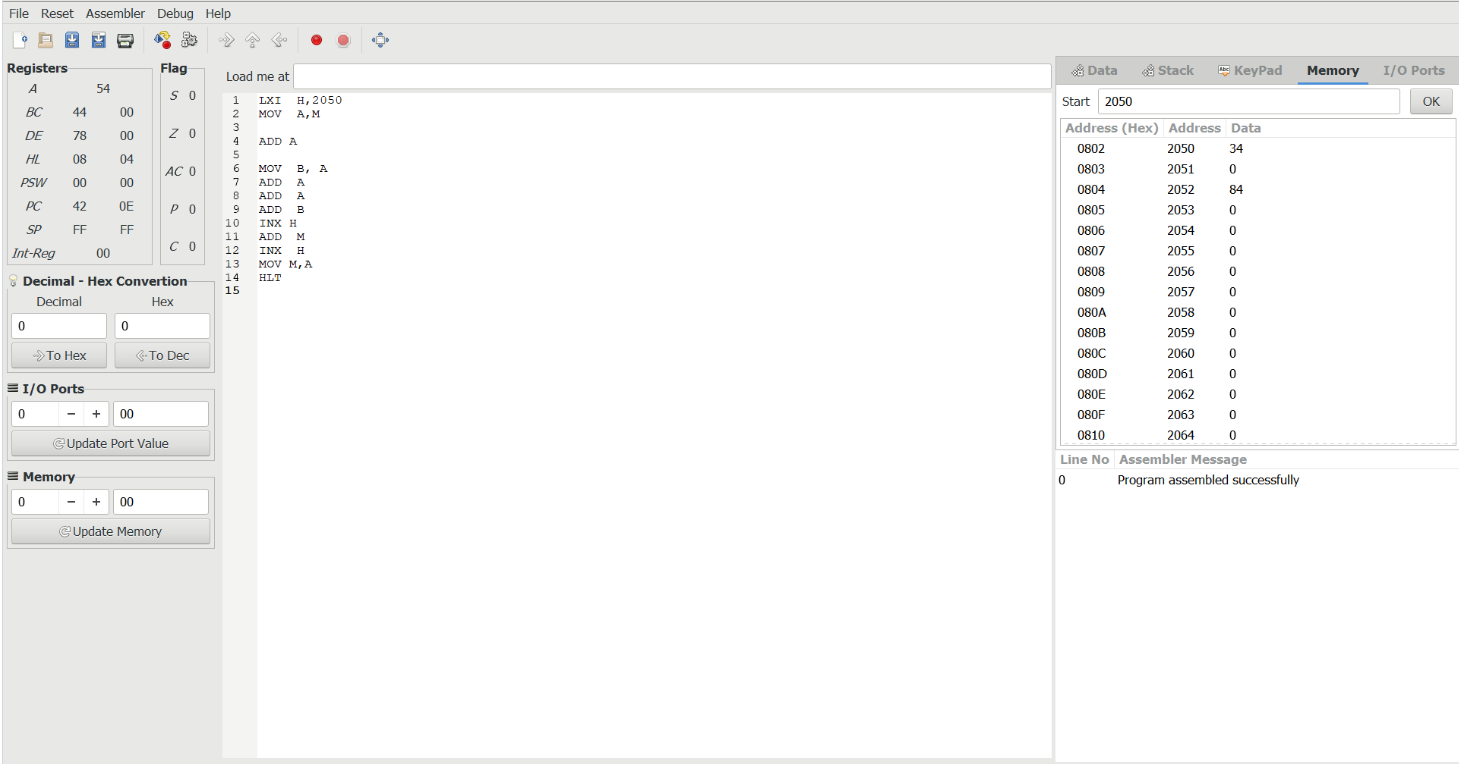 File Reset Assembler Debug Help
Registers
A 54
BC 44 00
DE 78 00
HL 08 04
PSW 00 00
PC 42 0E
SP FF FF
Int-Reg 00
Flag
S 0
Z 0
AC 0
P 0
C 0
Decimal - Hex Convertion
Decimal Hex
0 0
To Hex To Dec
I/O Ports
0 - + 00
Update Port Value
Memory
0 - + 00
Update Memory
Load me at
1 LXI H,2050
2 MOV A,M
3
4 ADD A
5
6 MOV B, A
7 ADD A
8 ADD A
9 ADD B
10 INX H
11 ADD M
12 INX H
13 MOV M,A
14 HLT
15
Data Stack KeyPad Memory I/O Ports
Start 2050 OK
Address (Hex) Address Data
0802 2050 34
0803 2051 0
0804 2052 84
0805 2053 0
0806 2054 0
0807 2055 0
0808 2056 0
0809 2057 0
080A 2058 0
080B 2059 0
080C 2060 0
080D 2061 0
080E 2062 0
080F 2063 0
0810 2064 0
Line No Assembler Message
0 Program assembled successfully